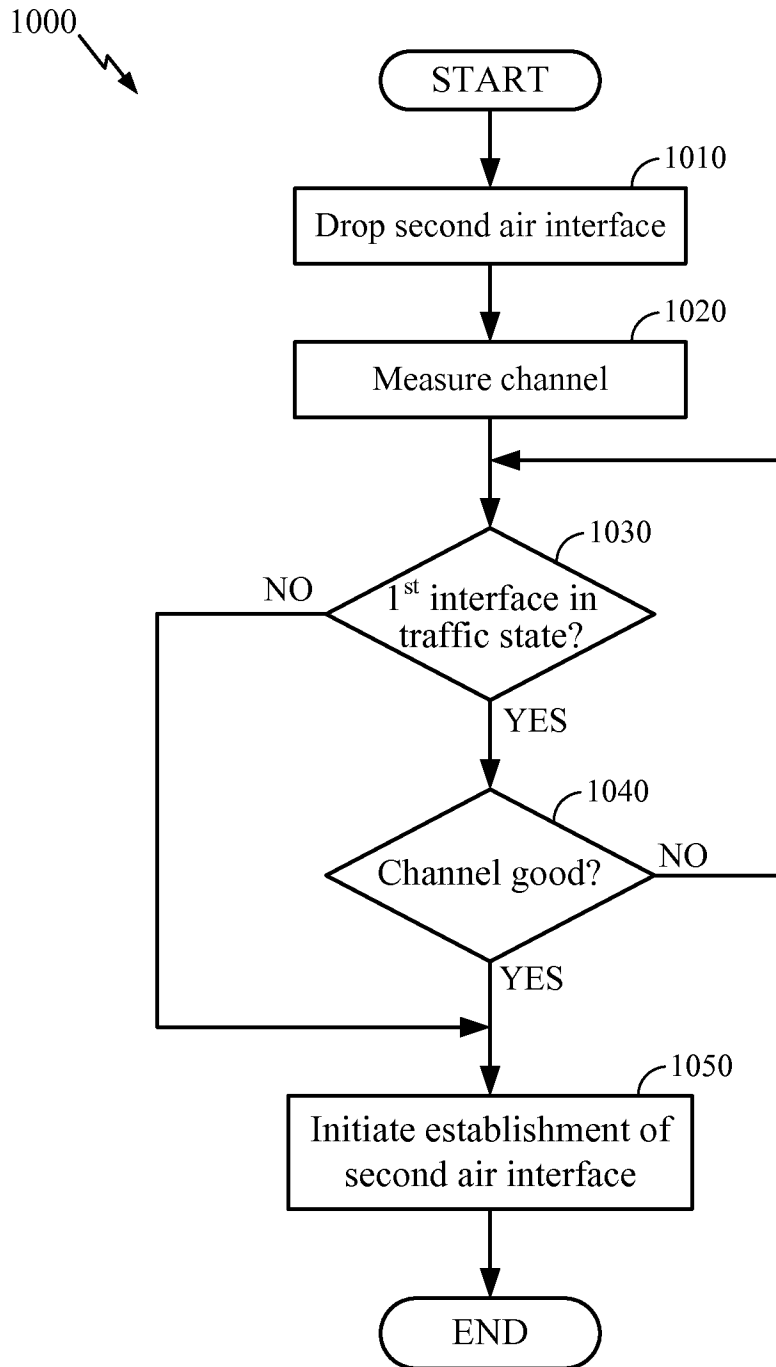 1000
START
1010
Drop second air interface
1020
Measure channel
1030
NO
1st interface in
traffic state?
YES
1040
Channel good?
NO
YES
1050
Initiate establishment of
second air interface
END